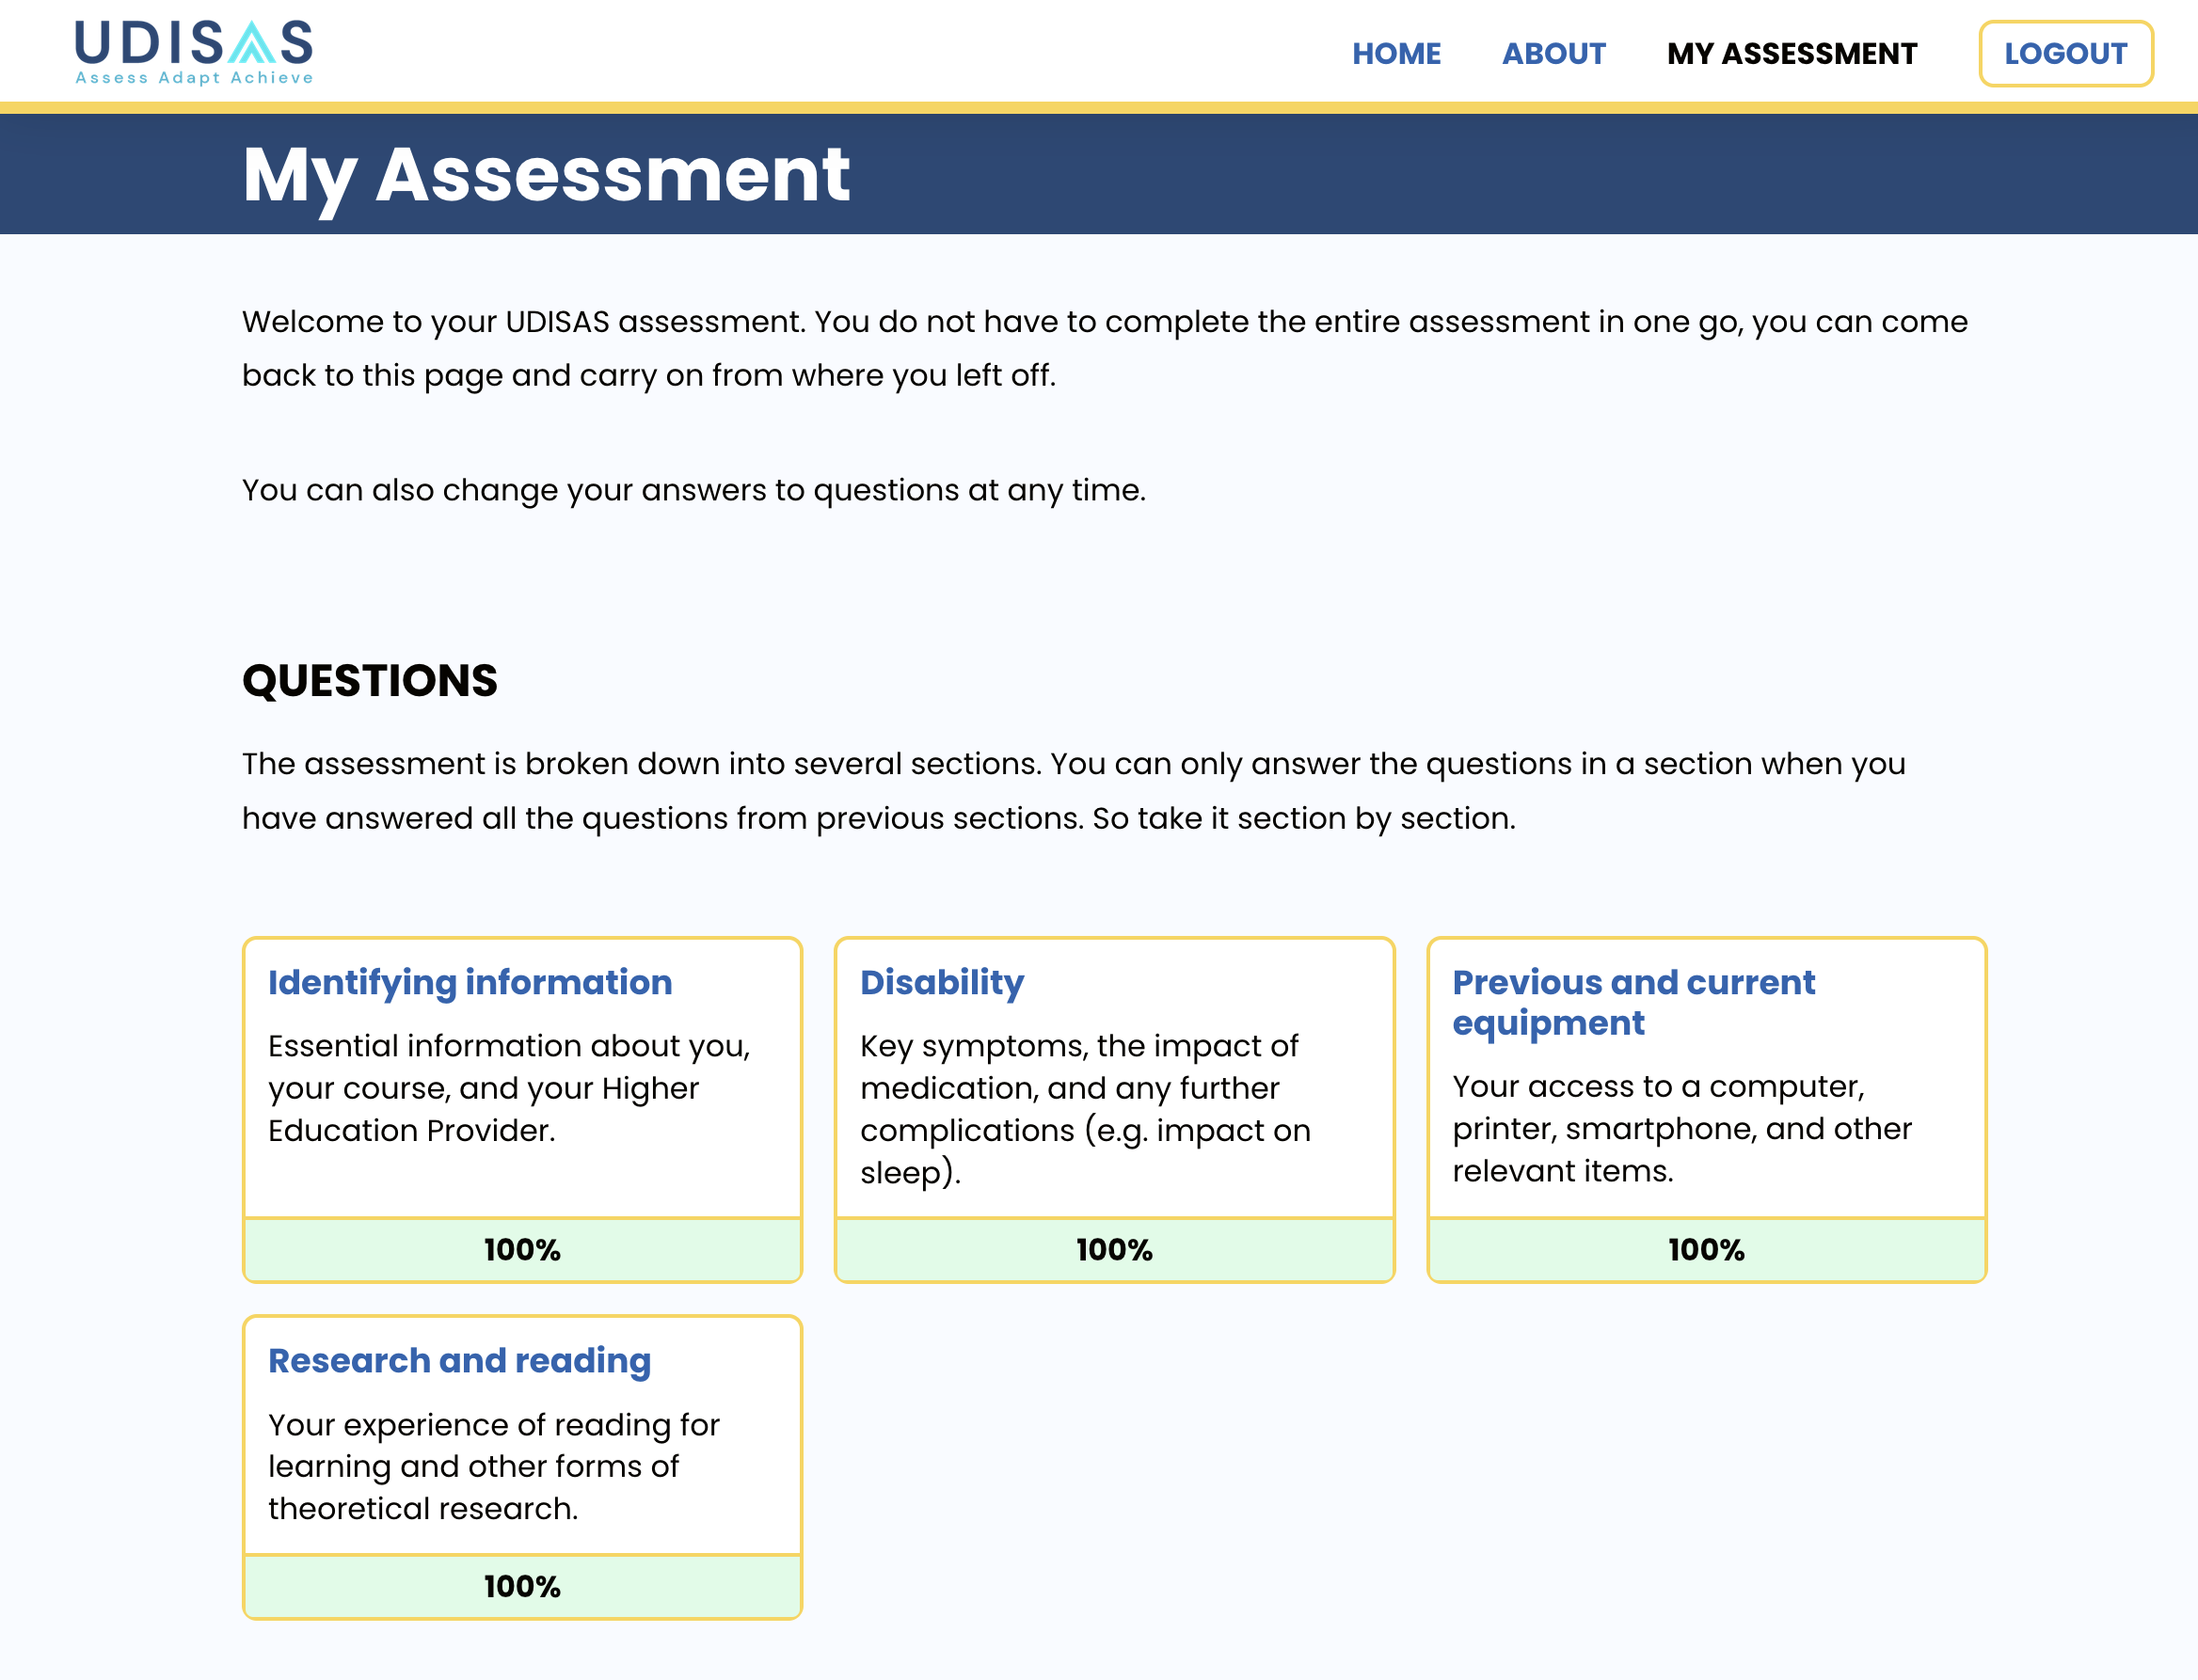 UDISAS
Assess Adapt Achieve
HOME
ABOUT
MY ASSESSMENT
LOGOUT
My Assessment
Welcome to your UDISAS assessment. You do not have to complete the entire assessment in one go, you can come
back to this page and carry on from where you left off.
You can also change your answers to questions at any time.
QUESTIONS
The assessment is broken down into several sections. You can only answer the questions in a section when you
have answered all the questions from previous sections. So take it section by section.
Identifying information
Essential information about you,
your course, and your Higher
Education Provider.
100%
Disability
Key symptoms, the impact of
medication, and any further
complications (e.g. impact on
sleep).
100%
Previous and current
equipment
Your access to a computer,
printer, smartphone, and other
relevant items.
100%
Research and reading
Your experience of reading for
learning and other forms of
theoretical research.
100%